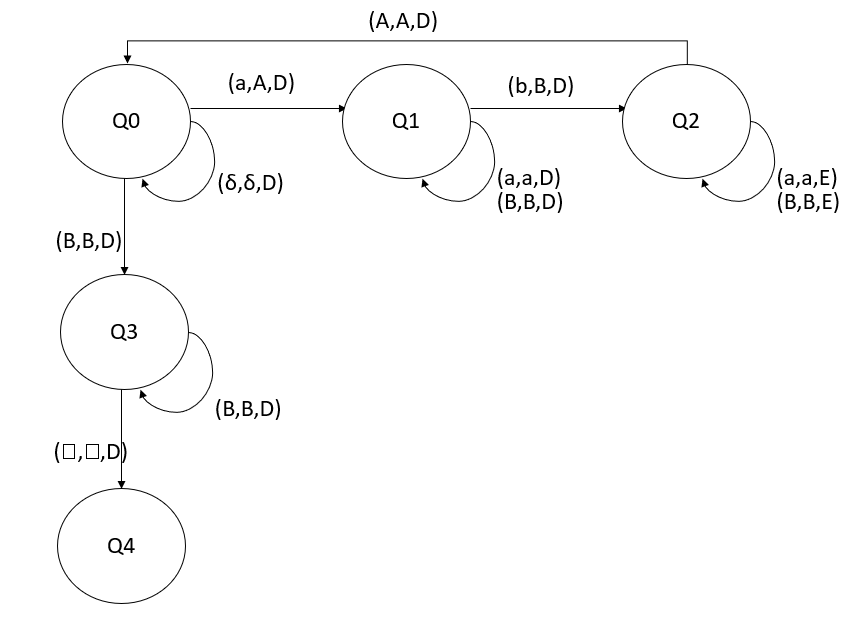 (A,A,D)
(a,A,D)
(b,B,D)
Q0
Q1
Q2
(δ,δ,D)
(a,a,D)
(B,B,D)
(a,a,E)
(B,B,E)
(B,B,D)
Q3
(B,B,D)
(□,□,D)
Q4